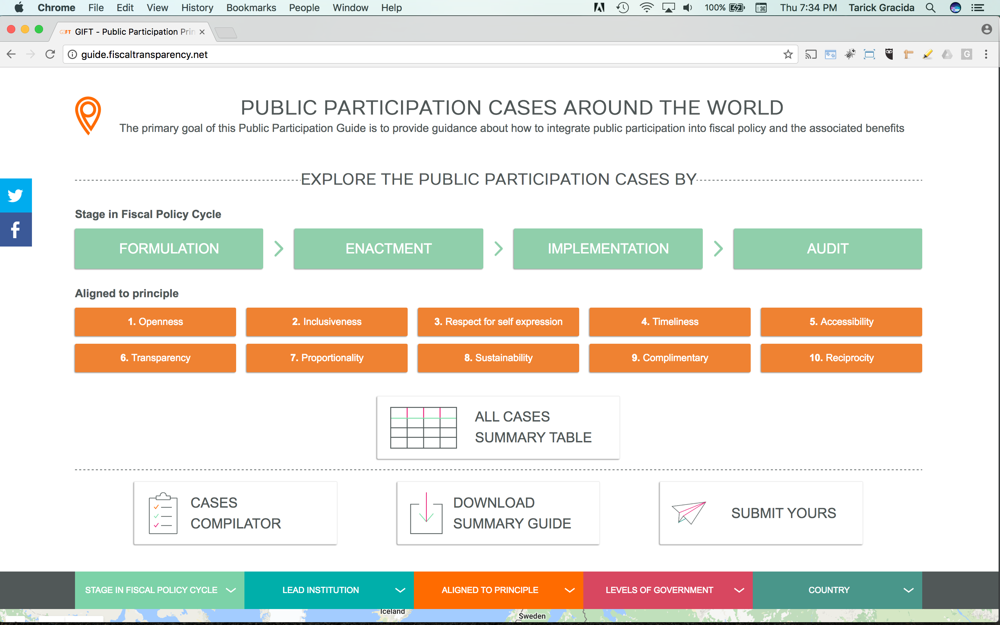 Chrome File Edit View History Bookmarks People Window Help 100% Thu 7:34 PM Tarick Gracida
GIFT GIFT - Public Participation Prin
guide.fiscaltransparency.net
G
PUBLIC PARTICIPATION CASES AROUND THE WORLD
The primary goal of this Public Participation Guide is to provide guidance about how to integrate public participation into fiscal policy and the associated benefits
EXPLORE THE PUBLIC PARTICIPATION CASES BY
Stage in Fiscal Policy Cycle
FORMULATION ENACTMENT IMPLEMENTATION AUDIT
Aligned to principle
1. Openness 2. Inclusiveness 3. Respect for self expression 4. Timeliness 5. Accessibility
6. Transparency 7. Proportionality 8. Sustainability 9. Complimentary 10. Reciprocity
ALL CASES
SUMMARY TABLE
CASES
COMPILATOR
DOWNLOAD
SUMMARY GUIDE
SUBMIT YOURS
STAGE IN FISCAL POLICY CYCLE LEAD INSTITUTION ALIGNED TO PRINCIPLE LEVELS OF GOVERNMENT COUNTRY
Iceland
Sweden